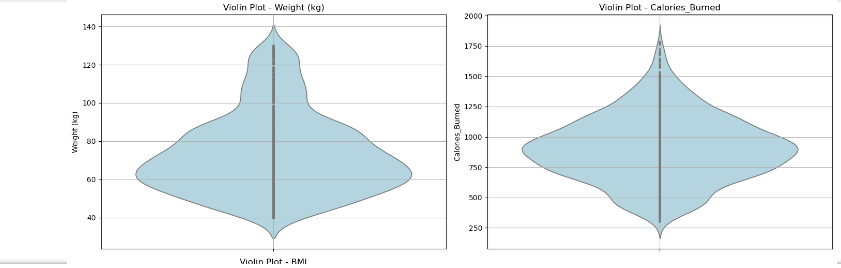 Violin Plot - Weight (kg)
Weight (kg)
140
120
100
80
60
40
Violin Plot - Calories_Burned
Calories_Burned
2000
1750
1500
1250
1000
750
500
250
Violin Plot - BMI